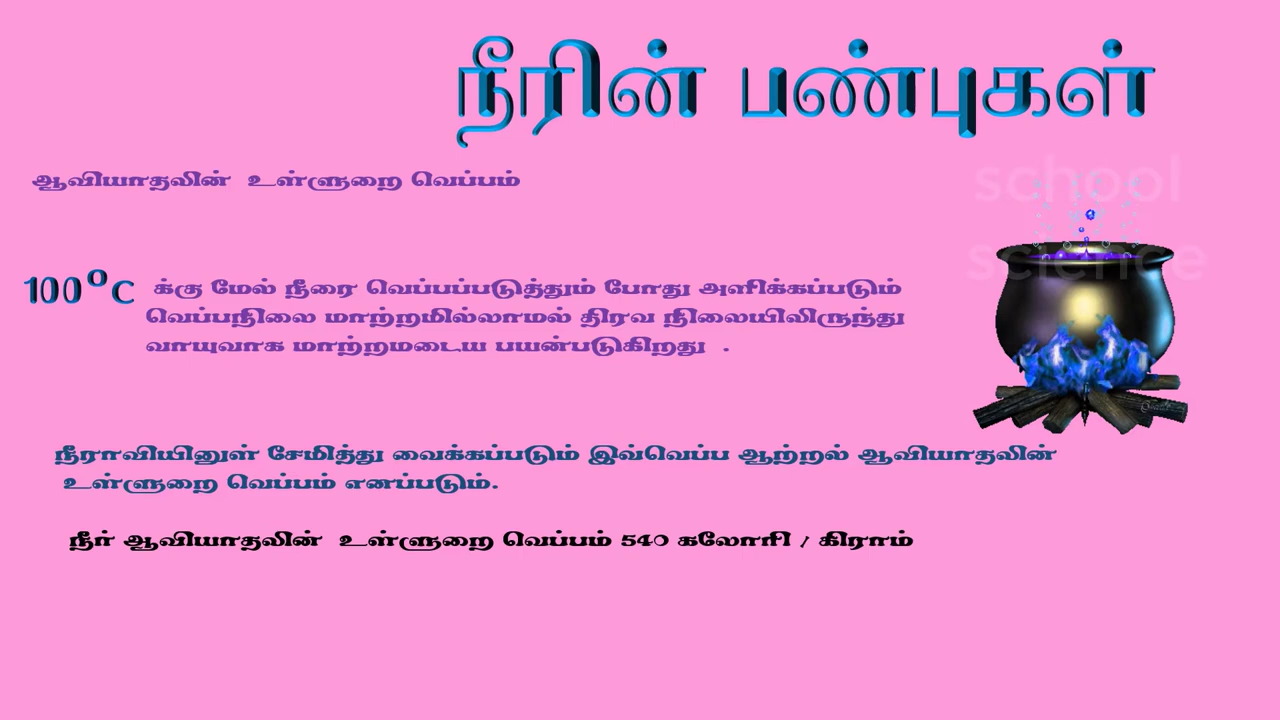 நீரின் பண்புகள்
school
science
ஆவியாதலின் உள்ளுறை வெப்பம்
100°C க்கு மேல் நீரை வெப்பப்படுத்தும் போது அளிக்கப்படும்
வெப்பநிலை மாற்றமில்லாமல் திரவ நிலையிலிருந்து
வாயுவாக மாற்றமடைய பயன்படுகிறது .
நீராவியினுள் சேமித்து வைக்கப்படும் இவ்வெப்ப ஆற்றல் ஆவியாதலின்
உள்ளுறை வெப்பம் எனப்படும்.
நீர் ஆவியாதலின் உள்ளுறை வெப்பம் 540 கலோரி / கிராம்